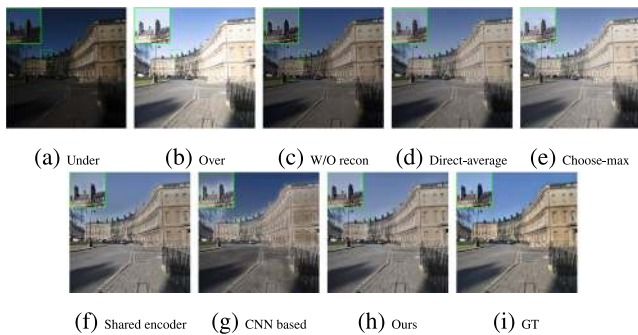 (a) Under (b) Over (c) W/O recon (d) Direct-average (e) Choose-max
(f) Shared encoder (g) CNN based (h) Ours (i) GT